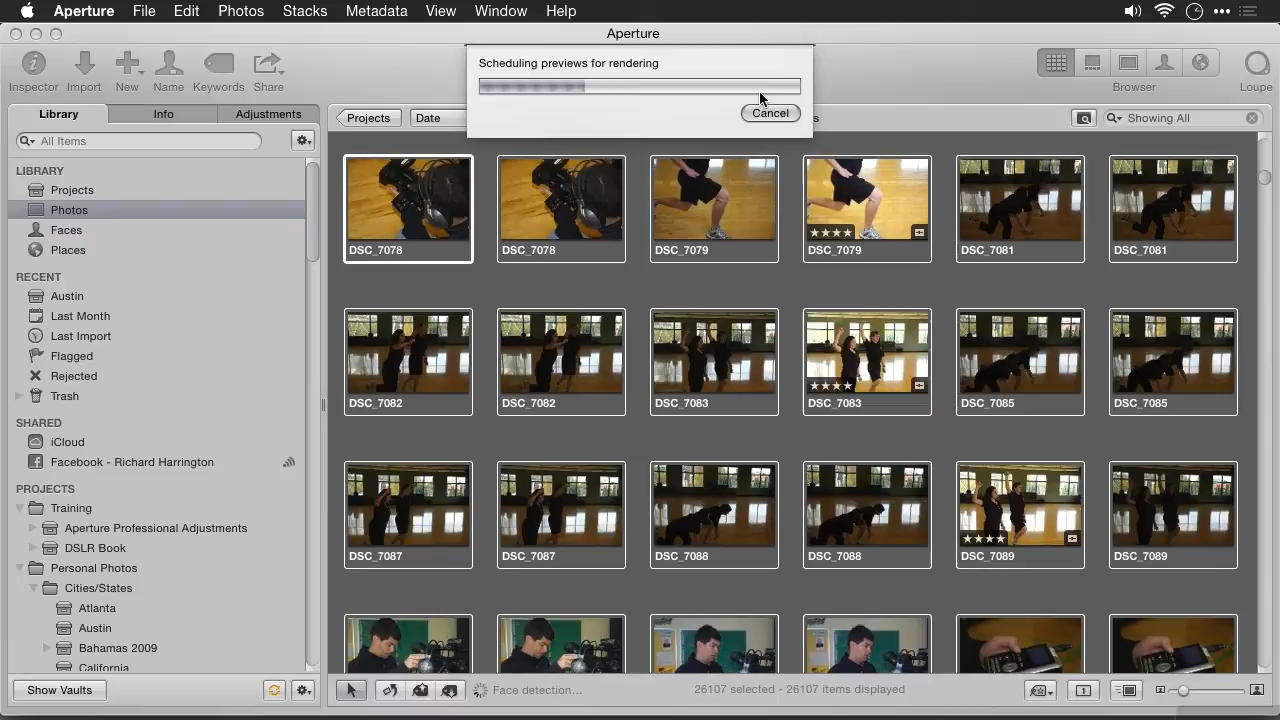 Aperture File Edit Photos Stacks Metadata View Window Help
Aperture
Inspector Import New Name Keywords Share
Browser Loupe
Scheduling previews for rendering
Cancel
Library Info Adjustments
Projects Date
Showing All
All Items
LIBRARY
Projects
Photos
Faces
Places
RECENT
Austin
Last Month
Last Import
Flagged
Rejected
Trash
SHARED
iCloud
Facebook - Richard Harrington
PROJECTS
Training
Aperture Professional Adjustments
DSLR Book
Personal Photos
Cities/States
Atlanta
Austin
Bahamas 2009
California
DSC_7078 DSC_7078 DSC_7079 DSC_7079 DSC_7081 DSC_7081
DSC_7082 DSC_7082 DSC_7083 DSC_7083 DSC_7085 DSC_7085
DSC_7087 DSC_7087 DSC_7088 DSC_7088 DSC_7089 DSC_7089
Show Vaults
Face detection...
26107 selected - 26107 items displayed